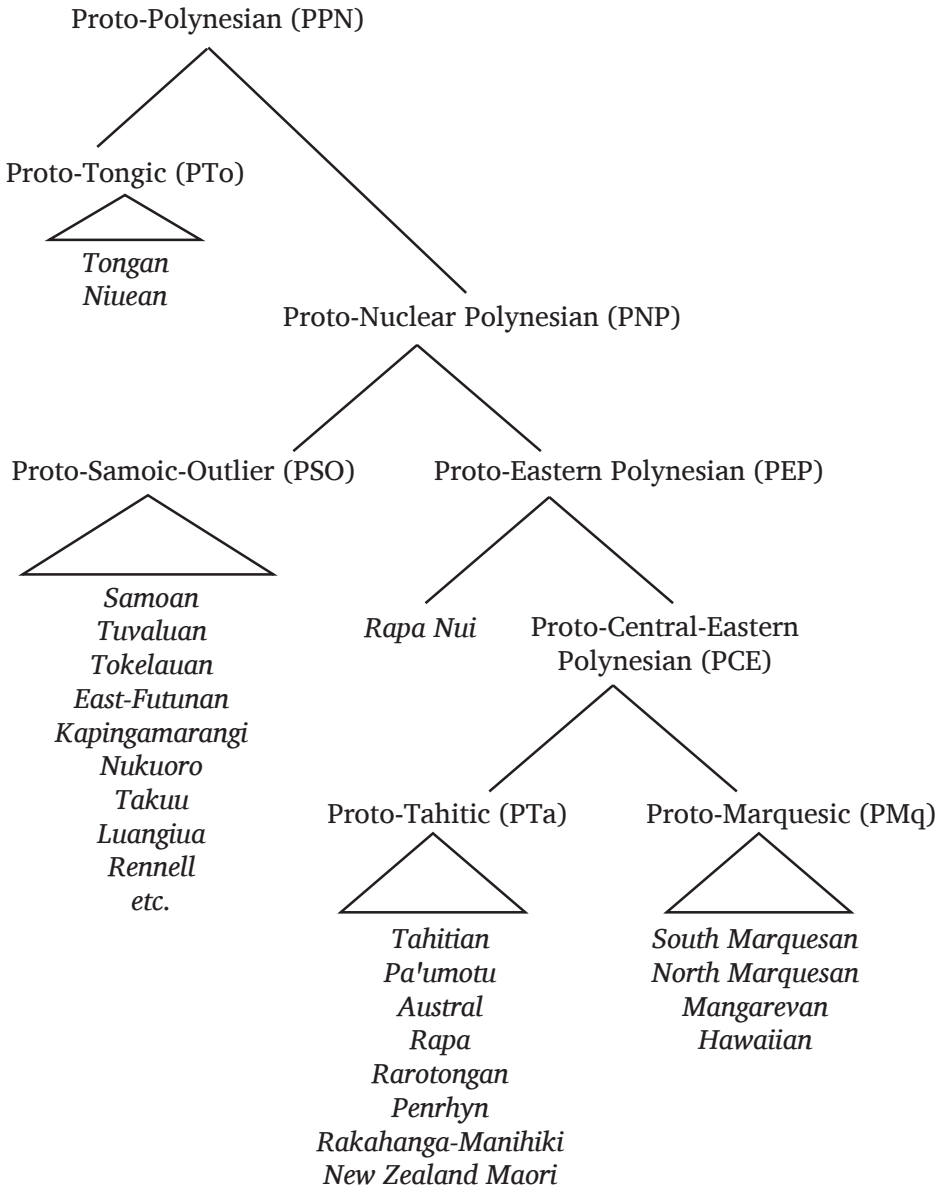 Proto-Polynesian (PPN)
Proto-Tongic (PTo)
Tongan
Niuean
Proto-Nuclear Polynesian (PNP)
Proto-Samoic-Outlier (PSO)
Samoan
Tuvaluan
Tokelauan
East-Futunan
Kapingamarangi
Nukuoro
Takuu
Luangiua
Rennell
etc.
Proto-Eastern Polynesian (PEP)
Rapa Nui
Proto-Central-Eastern
Polynesian (PCE)
Proto-Tahitic (PTa)
Tahitian
Pa'umotu
Austral
Rapa
Rarotongan
Penrhyn
Rakahanga-Manihiki
New Zealand Maori
Proto-Marquesic (PMq)
South Marquesan
North Marquesan
Mangarevan
Hawaiian